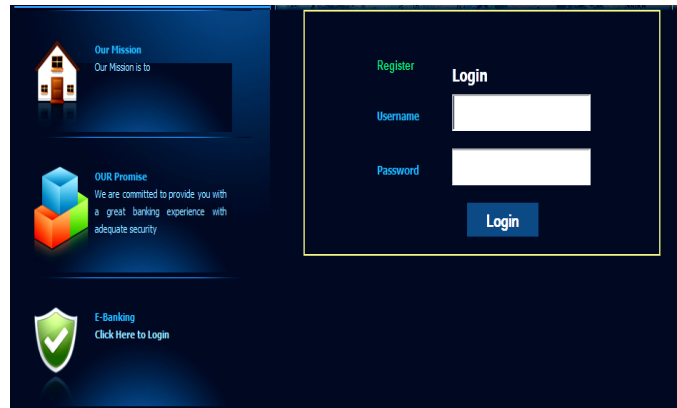 Our Mission
Our Mission is to
OUR Promise
We are committed to provide you with
a great banking experience with
adequate security
E-Banking
Click Here to Login
Register
Login
Username
Password
Login